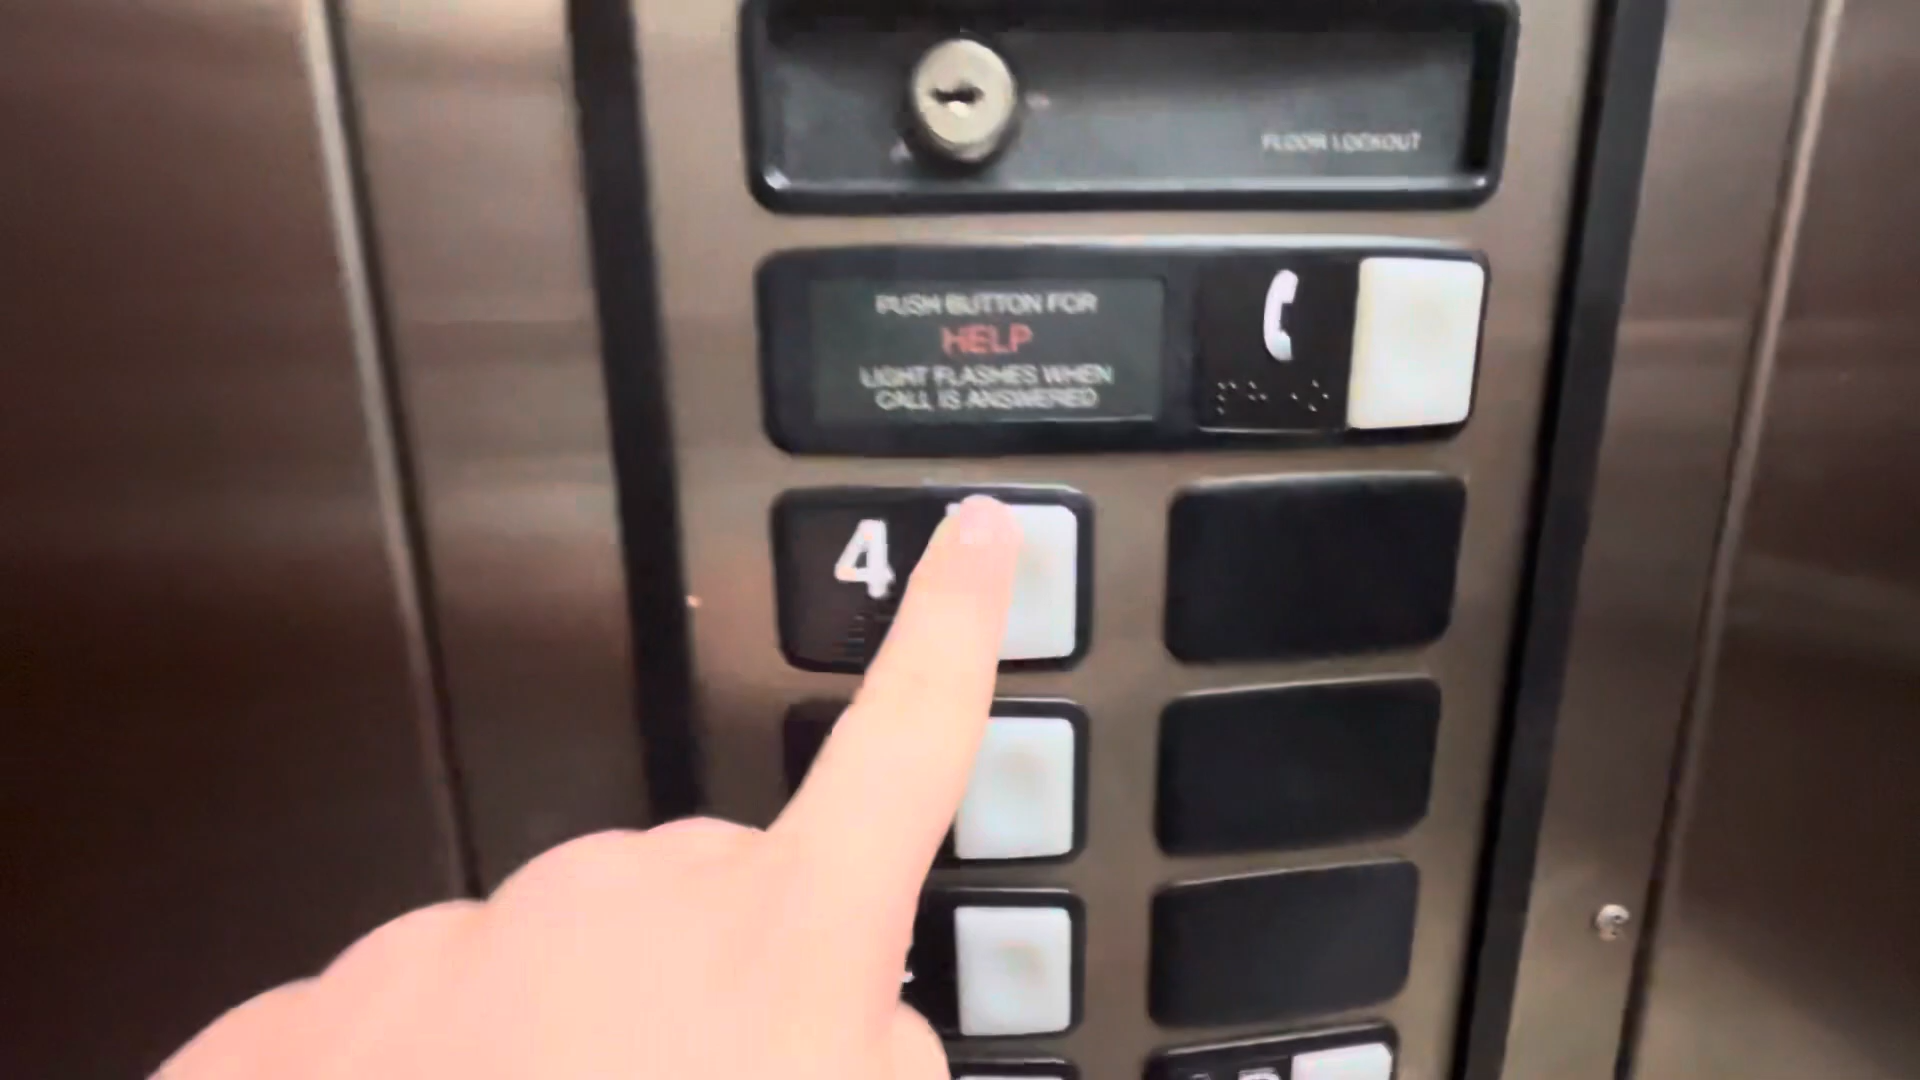 FLOOR LOCKOUT
PUSH BUTTON FOR
HELP
LIGHT FLASHES WHEN
CALL IS ANSWERED
4